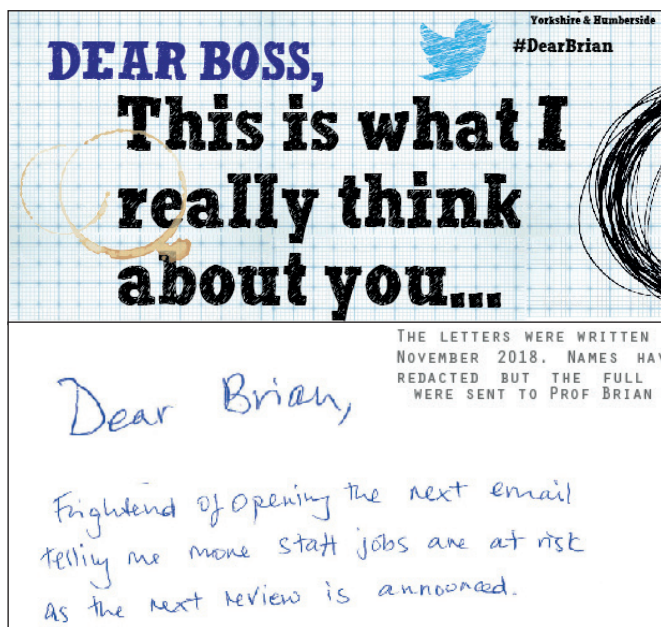 Yorkshire & Humberside
#DearBrian
DEAR BOSS,
This is what I
really think
about you...
THE LETTERS WERE WRITTEN
NOVEMBER 2018. NAMES HAV
REDACTED BUT THE FULL
WERE SENT TO PROF BRIAN
Dear Brian,
Frightend of opening the next email
telling me more staff jobs are at risk
as the next review is announced.